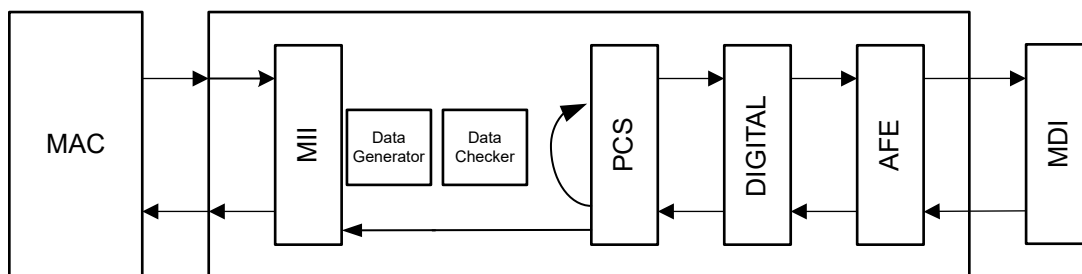 MAC
MII
Data
Generator
Data
Checker
PCS
DIGITAL
AFE
MDI